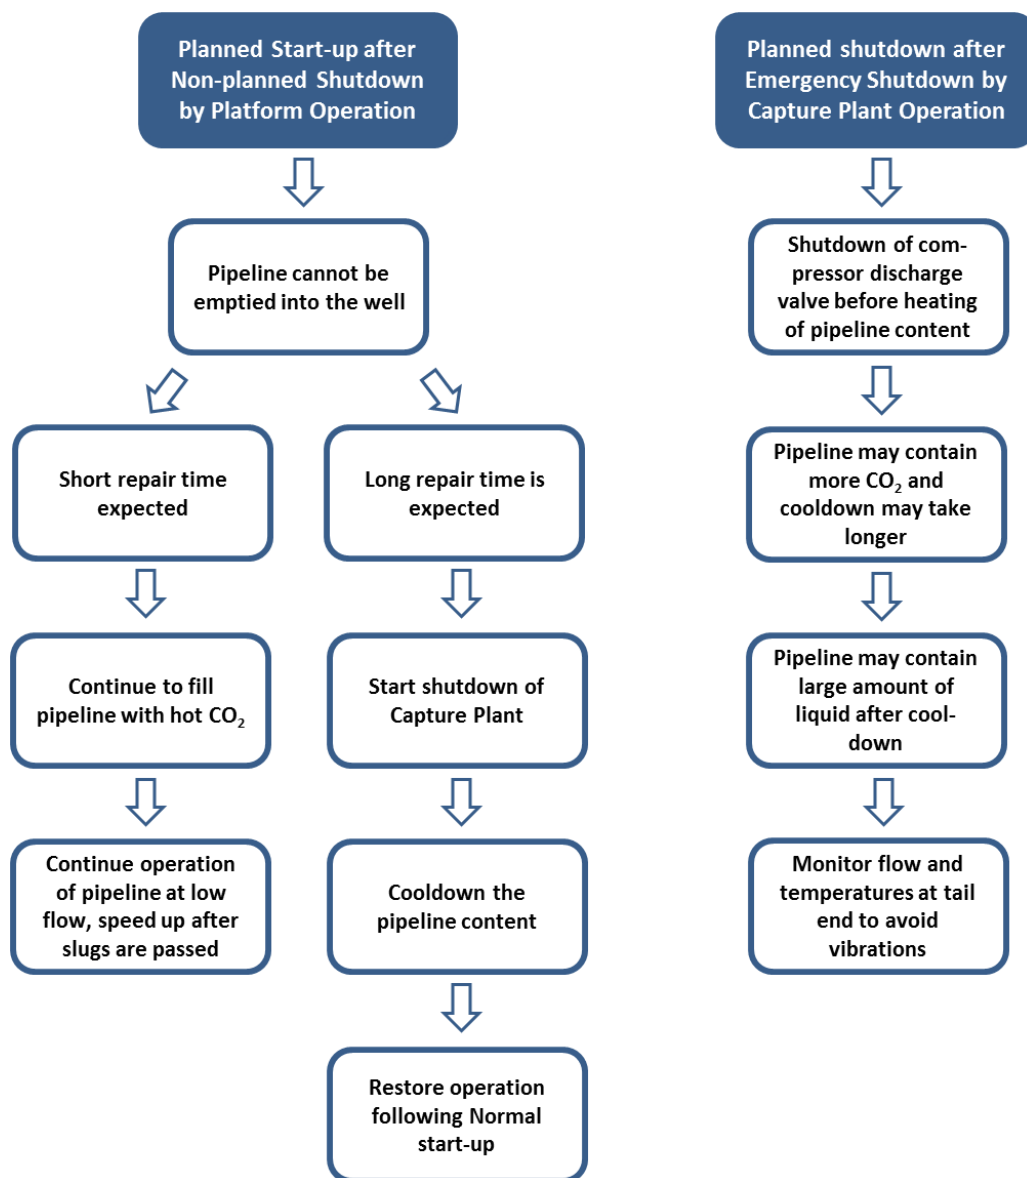 Planned Start-up after
Non-planned Shutdown
by Platform Operation
Pipeline cannot be
emptied into the well
Short repair time
expected
Continue to fill
pipeline with hot CO₂
Continue operation
of pipeline at low
flow, speed up after
slugs are passed
Long repair time is
expected
Start shutdown of
Capture Plant
Cooldown the
pipeline content
Restore operation
following Normal
start-up
Planned shutdown after
Emergency Shutdown by
Capture Plant Operation
Shutdown of com-
pressor discharge
valve before heating
of pipeline content
Pipeline may contain
more CO₂ and
cooldown may take
longer
Pipeline may contain
large amount of
liquid after cool-
down
Monitor flow and
temperatures at tail
end to avoid
vibrations